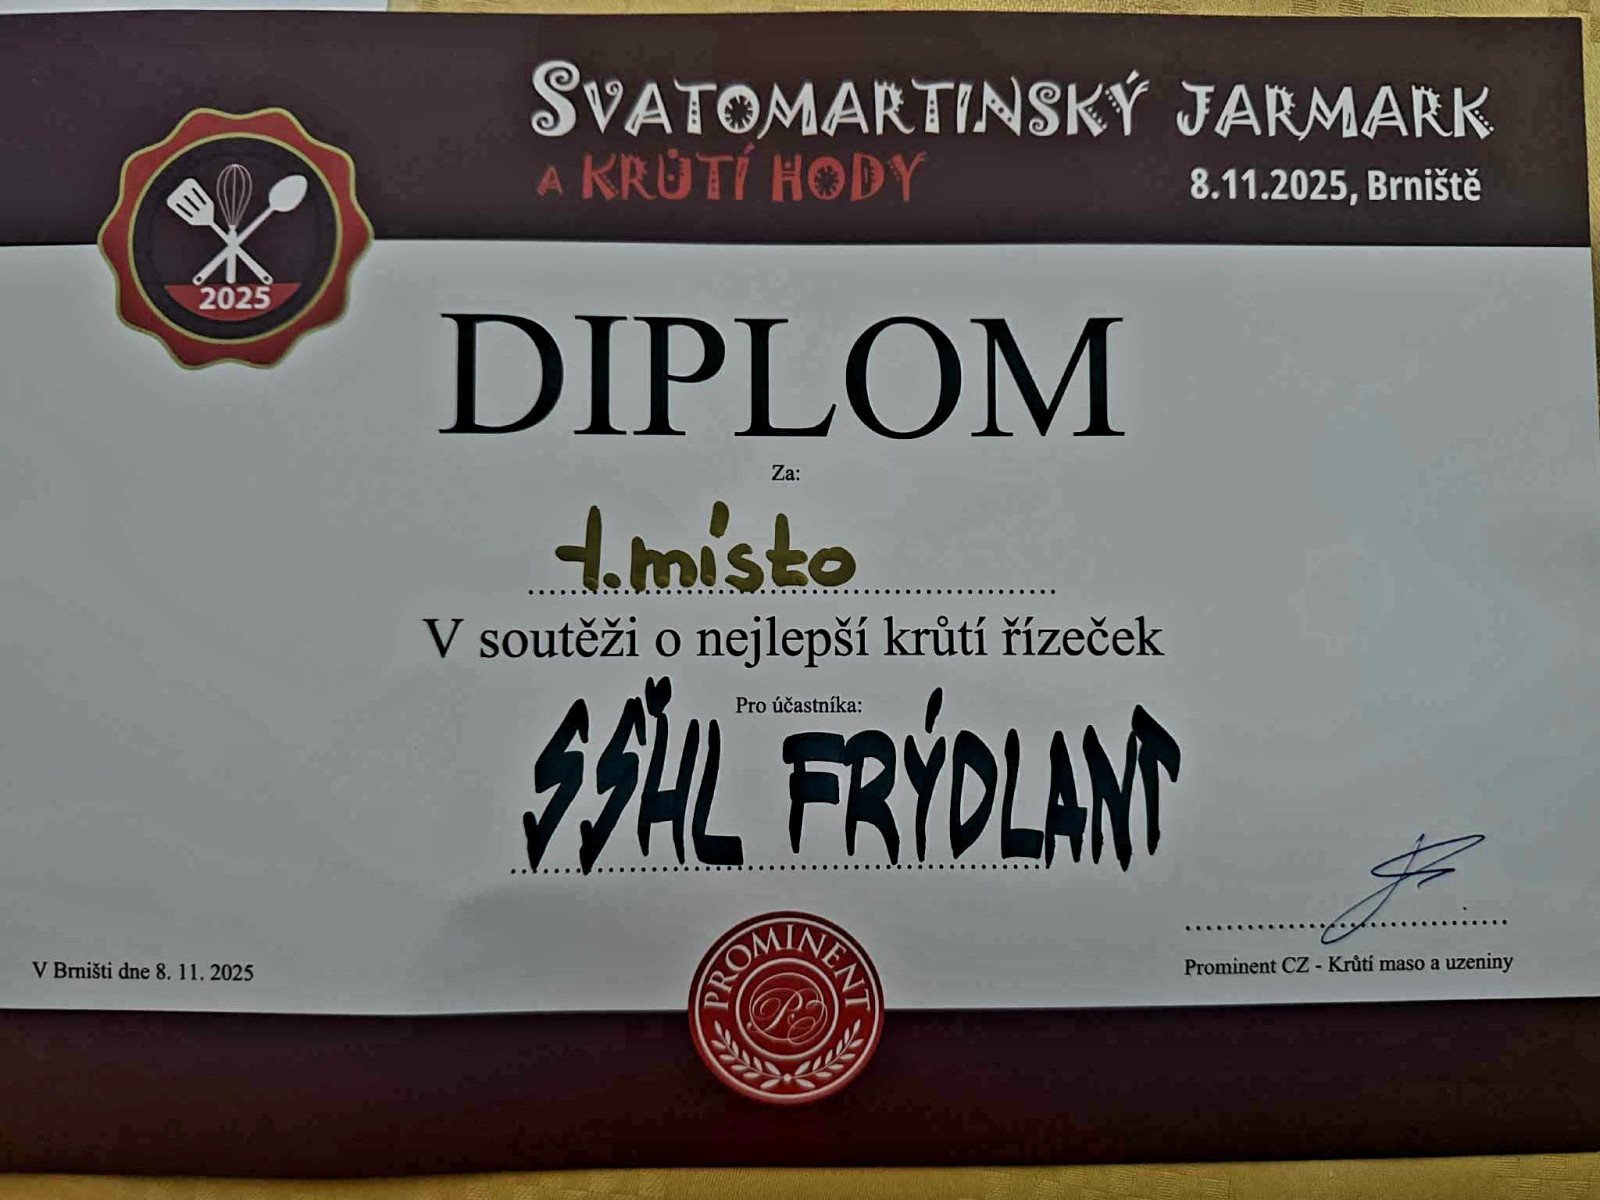 SVATOMARTINSKÝ JARMARK
A KRŮTÍ HODY
8.11.2025, Brniště
2025
DIPLOM
Za:
1. místo
V soutěži o nejlepší krůtí řízeček
Pro účastníka:
SŠHL FRÝDLANT
V Brništi dne 8. 11. 2025
Prominent CZ - Krůtí maso a uzeniny
PROMINENT